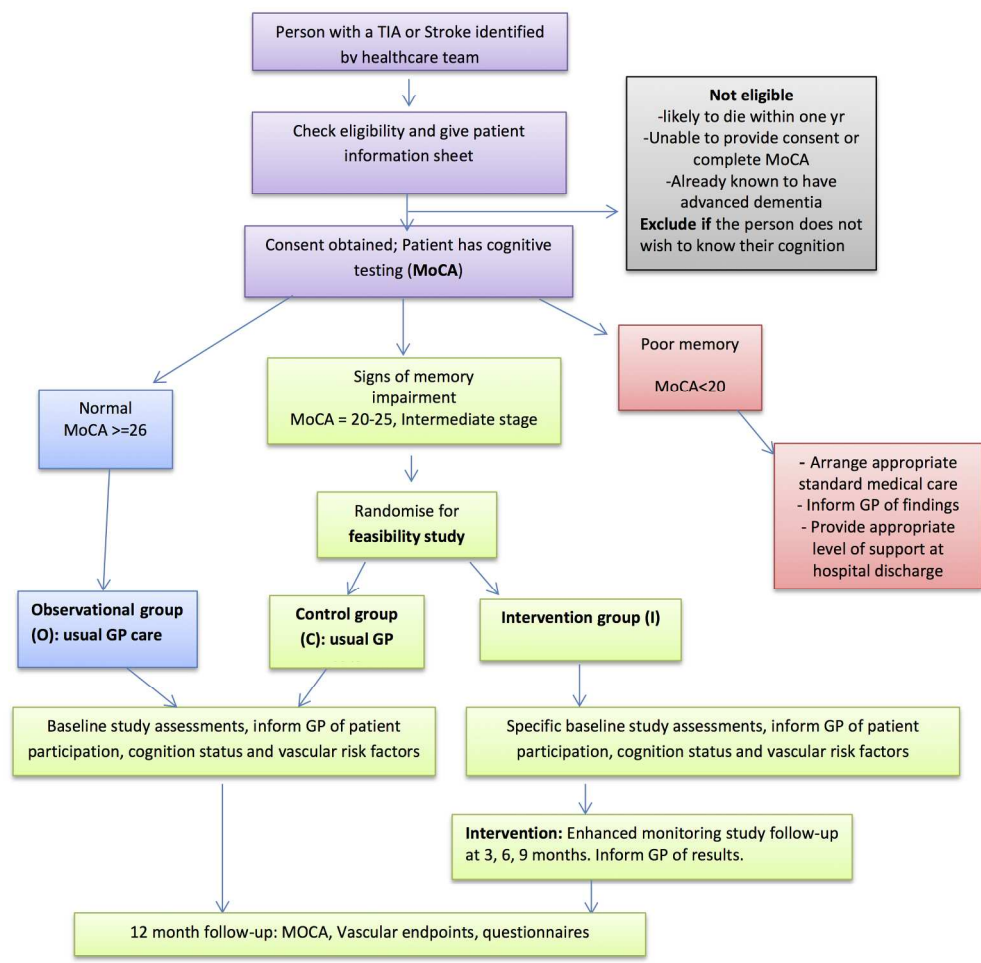 Person with a TIA or Stroke identified
by healthcare team
Check eligibility and give patient
information sheet
Not eligible
-likely to die within one yr
-Unable to provide consent or
complete MoCA
-Already known to have
advanced dementia
Exclude if the person does not
wish to know their cognition
Consent obtained; Patient has cognitive
testing (MoCA)
Normal
MoCA >=26
Signs of memory
impairment
MoCA = 20-25, Intermediate stage
Poor memory
MoCA<20
- Arrange appropriate
standard medical care
- Inform GP of findings
- Provide appropriate
level of support at
hospital discharge
Randomise for
feasibility study
Observational group
(O): usual GP care
Control group
(C): usual GP
Intervention group (I)
Baseline study assessments, inform GP of patient
participation, cognition status and vascular risk factors
Specific baseline study assessments, inform GP of patient
participation, cognition status and vascular risk factors
Intervention: Enhanced monitoring study follow-up
at 3, 6, 9 months. Inform GP of results.
12 month follow-up: MOCA, Vascular endpoints, questionnaires